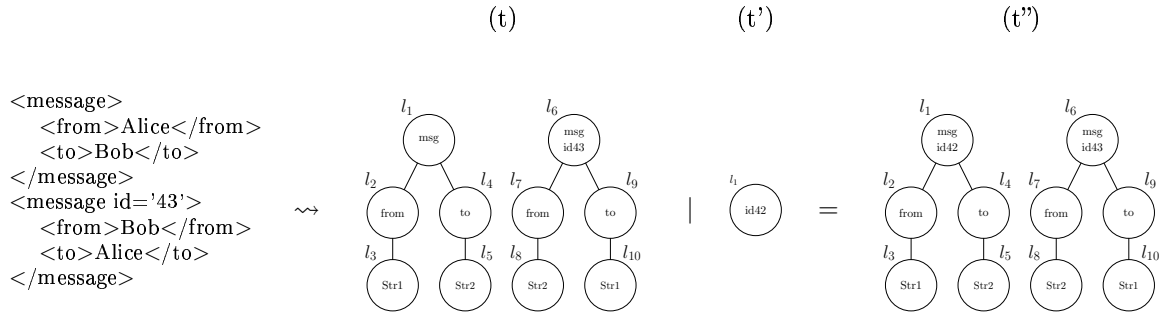 (t) (t') (t")
<message>
<from>Alice</from>
<to>Bob</to>
</message>
<message id='43'>
<from>Bob</from>
<to>Alice</to>
</message>
⇝
l1 l6
msg msg
id43
l2 l4 l7 l9
from to from to
l3 l5 l8 l10
Str1 Str2 Str2 Str1
|
l1
id42
=
l1 l6
msg msg
id42 id43
l2 l4 l7 l9
from to from to
l3 l5 l8 l10
Str1 Str2 Str2 Str1